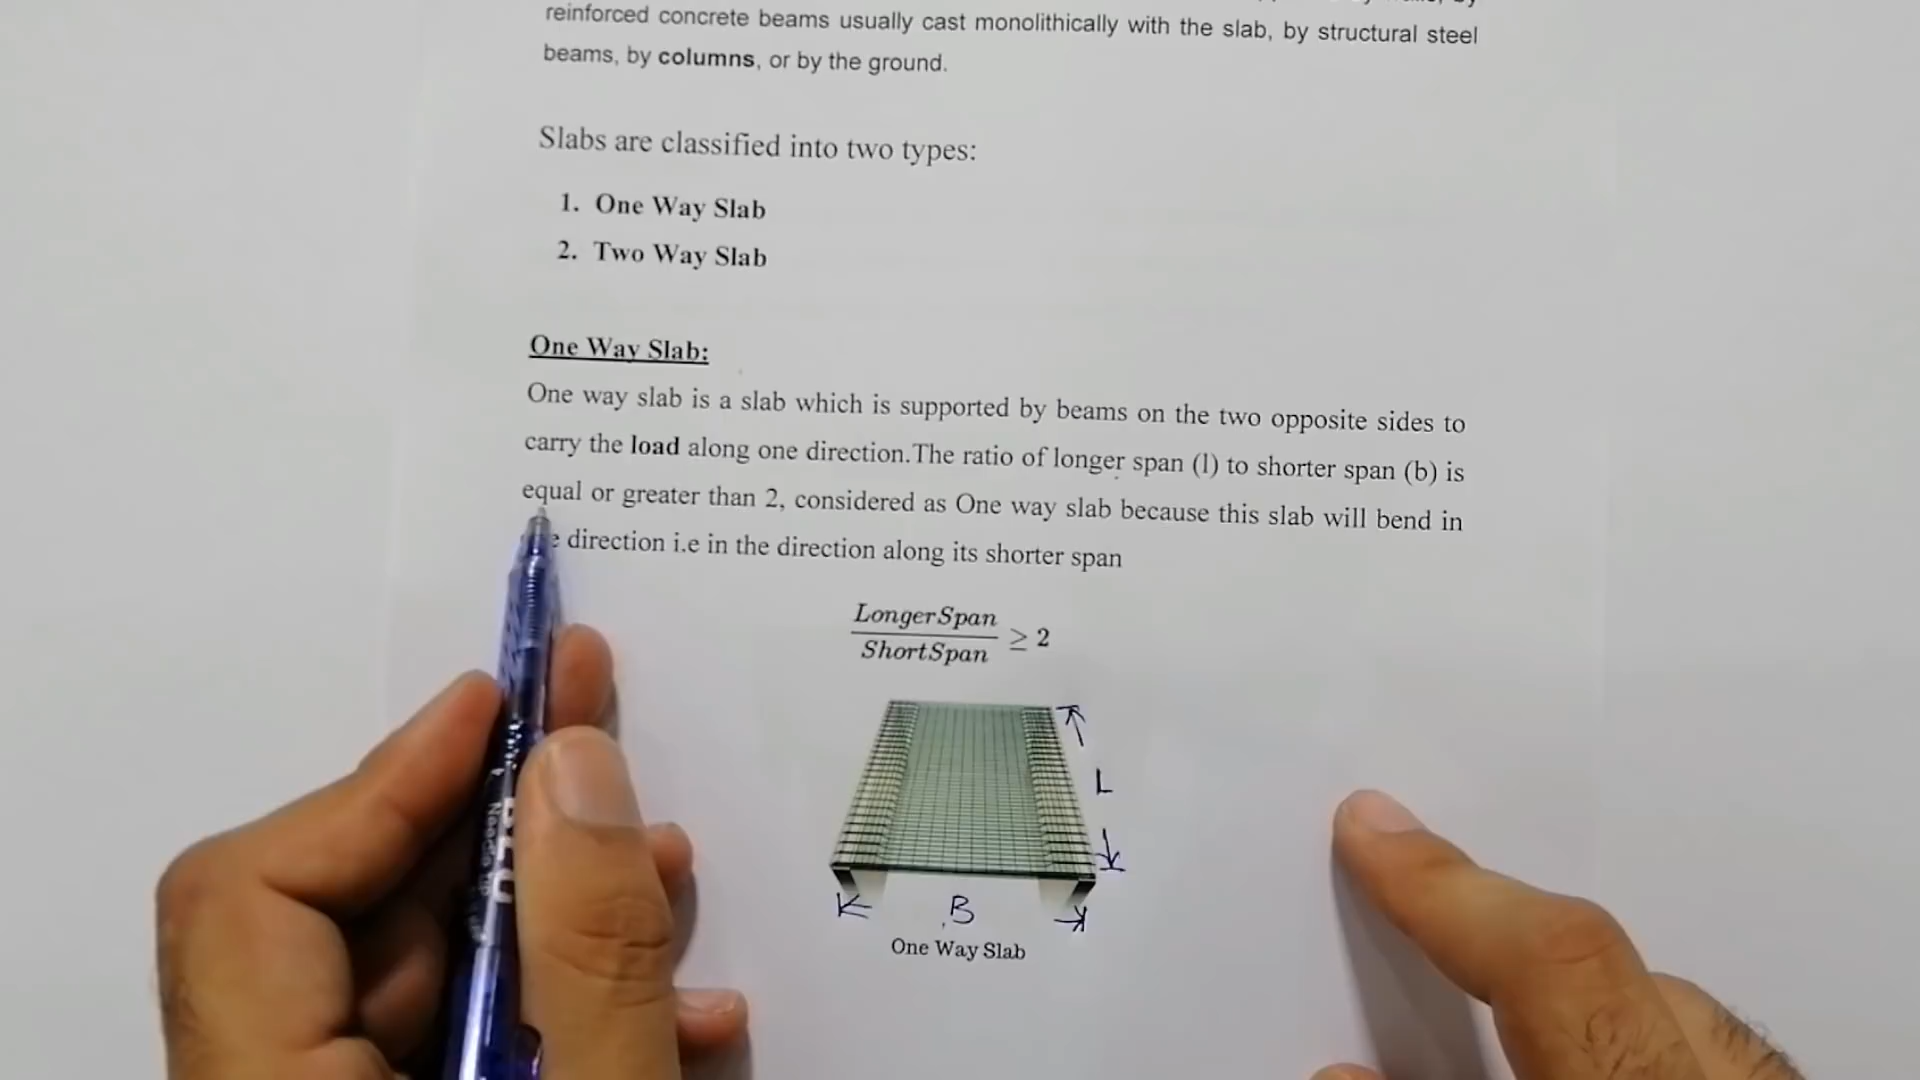 reinforced concrete beams usually cast monolithically with the slab, by structural steel
beams, by columns, or by the ground.
Slabs are classified into two types:
1. One Way Slab
2. Two Way Slab
One Way Slab:
One way slab is a slab which is supported by beams on the two opposite sides to
carry the load along one direction.The ratio of longer span (l) to shorter span (b) is
equal or greater than 2, considered as One way slab because this slab will bend in
direction i.e in the direction along its shorter span
LongerSpan
ShortSpan
≥ 2
L
B
One Way Slab